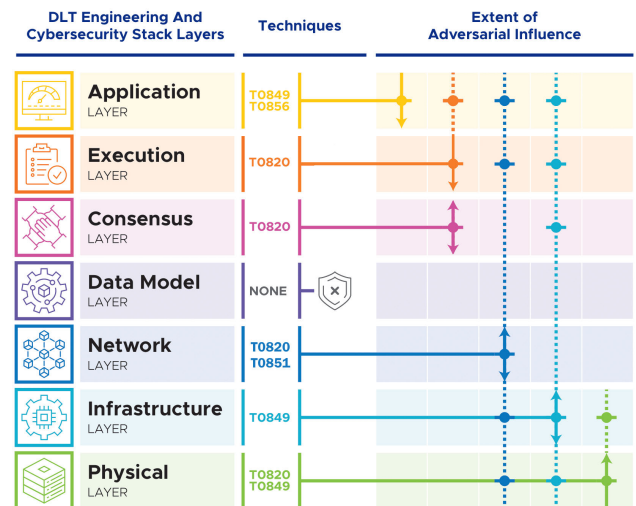 DLT Engineering And
Cybersecurity Stack Layers
Techniques
Extent of
Adversarial Influence
Application
LAYER
T0849
T0856
Execution
LAYER
T0820
Consensus
LAYER
T0820
Data Model
LAYER
NONE
Network
LAYER
T0820
T0851
Infrastructure
LAYER
T0849
Physical
LAYER
T0820
T0849